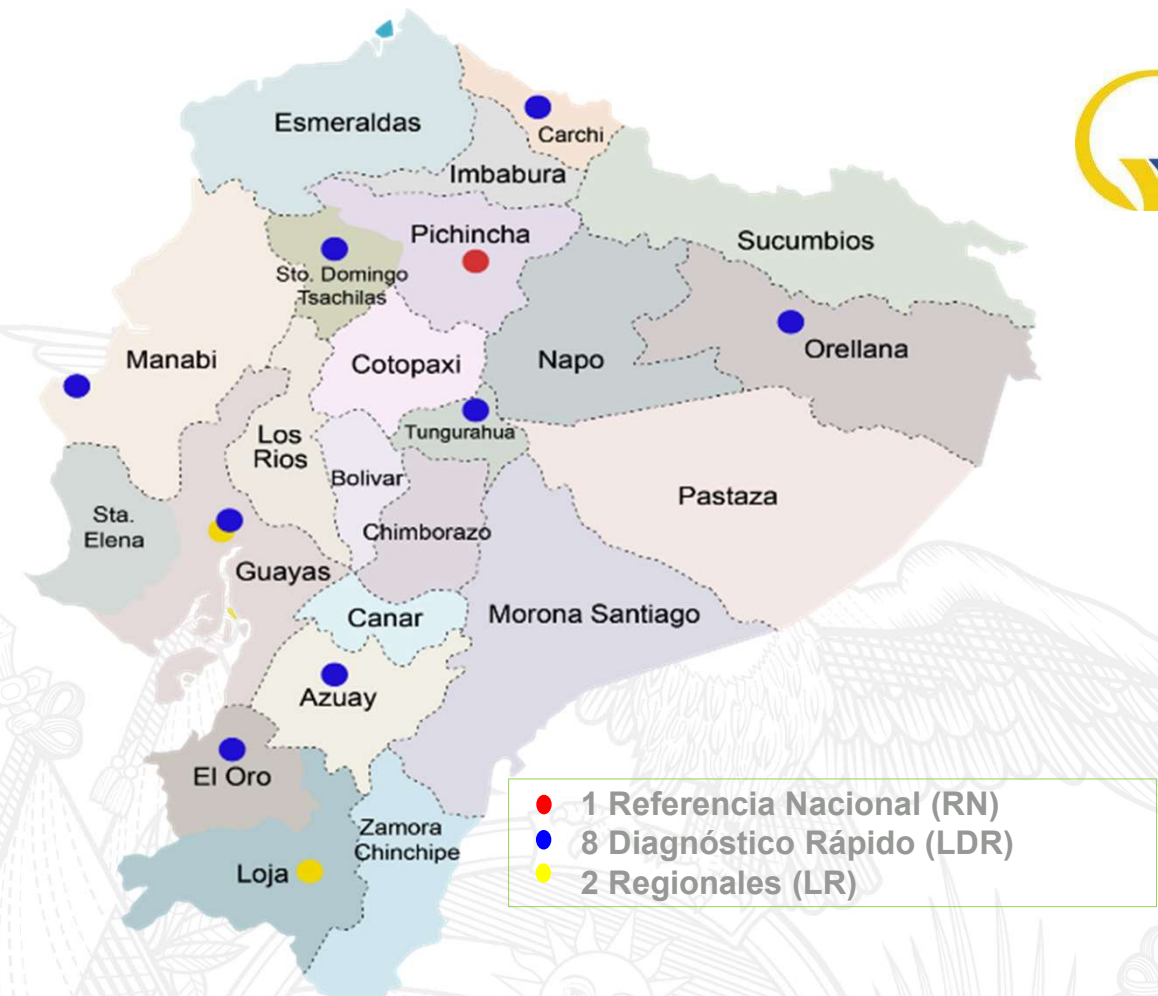 Esmeraldas
Carchi
Imbabura
Pichincha
Sucumbios
Sto. Domingo
Tsachilas
Manabi
Cotopaxi
Napo
Orellana
Los
Rios
Tungurahua
Bolivar
Pastaza
Sta.
Elena
Chimborazo
Guayas
Canar
Morona Santiago
Azuay
El Oro
Zamora
Chinchipe
Loja
1 Referencia Nacional (RN)
8 Diagnóstico Rápido (LDR)
2 Regionales (LR)